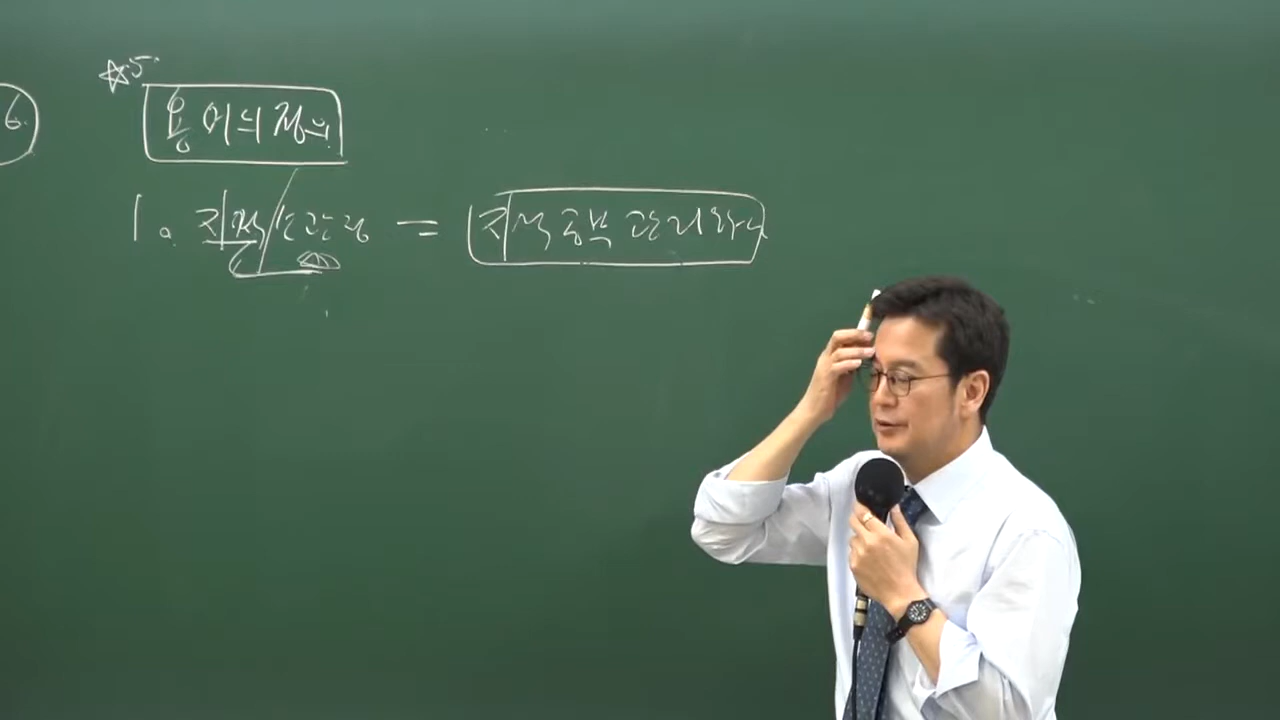 6
☆5
용어의 정의
1. 지적소관청 = 지적공부 관리하는